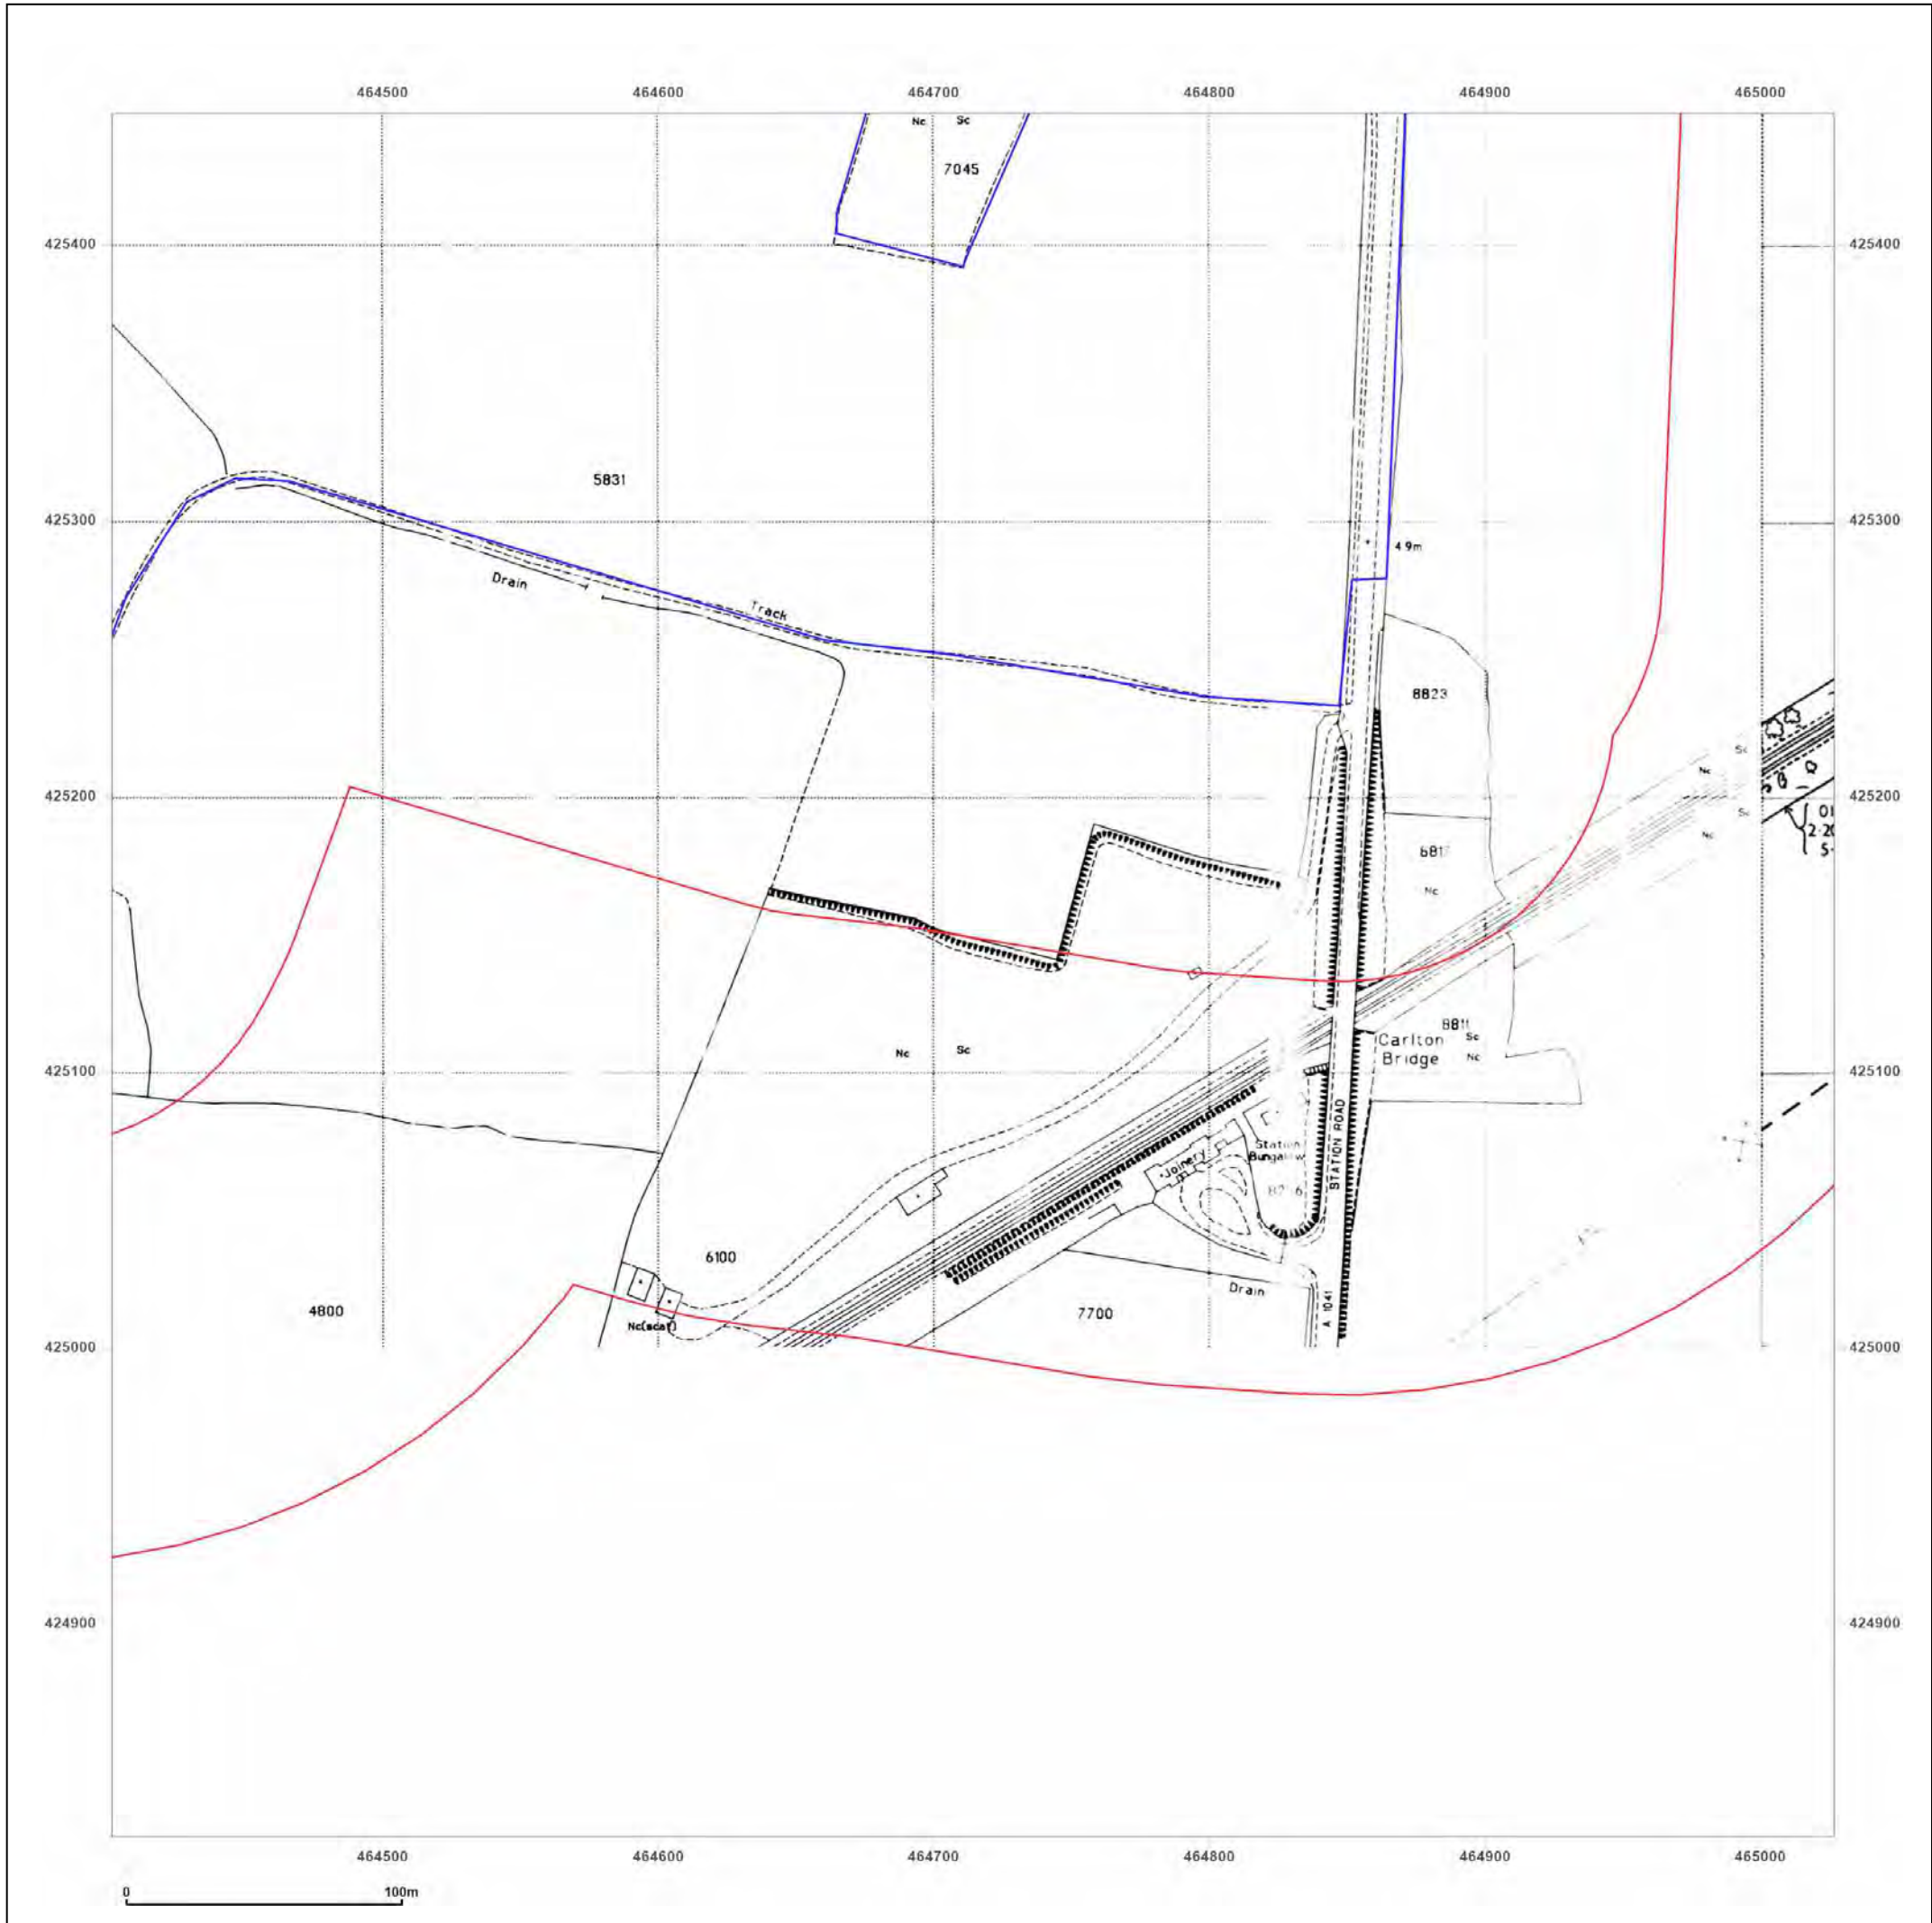 464500 464600 464700 464800 464900 465000
Nc Sc
7045
425400 425400
5831
425300 425300
4.9m
Drain
Track
8823
Sc
Nc
425200 425200
Sc
Nc
2·20
Nc
8811
Nc Sc
Carlton Sc
Bridge Nc
425100 425100
STATION ROAD
Station
Bungalow
Joinery
6100
Drain
4800
7700
A 1041
Nc(scat)
425000 425000
424900 424900
464500 464600 464700 464800 464900 465000
0 100m